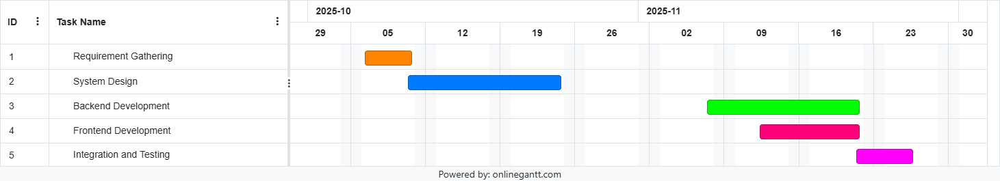 ID Task Name 2025-10 2025-11
29 05 12 19 26 02 09 16 23 30
1 Requirement Gathering
2 System Design
3 Backend Development
4 Frontend Development
5 Integration and Testing
Powered by: onlinegantt.com